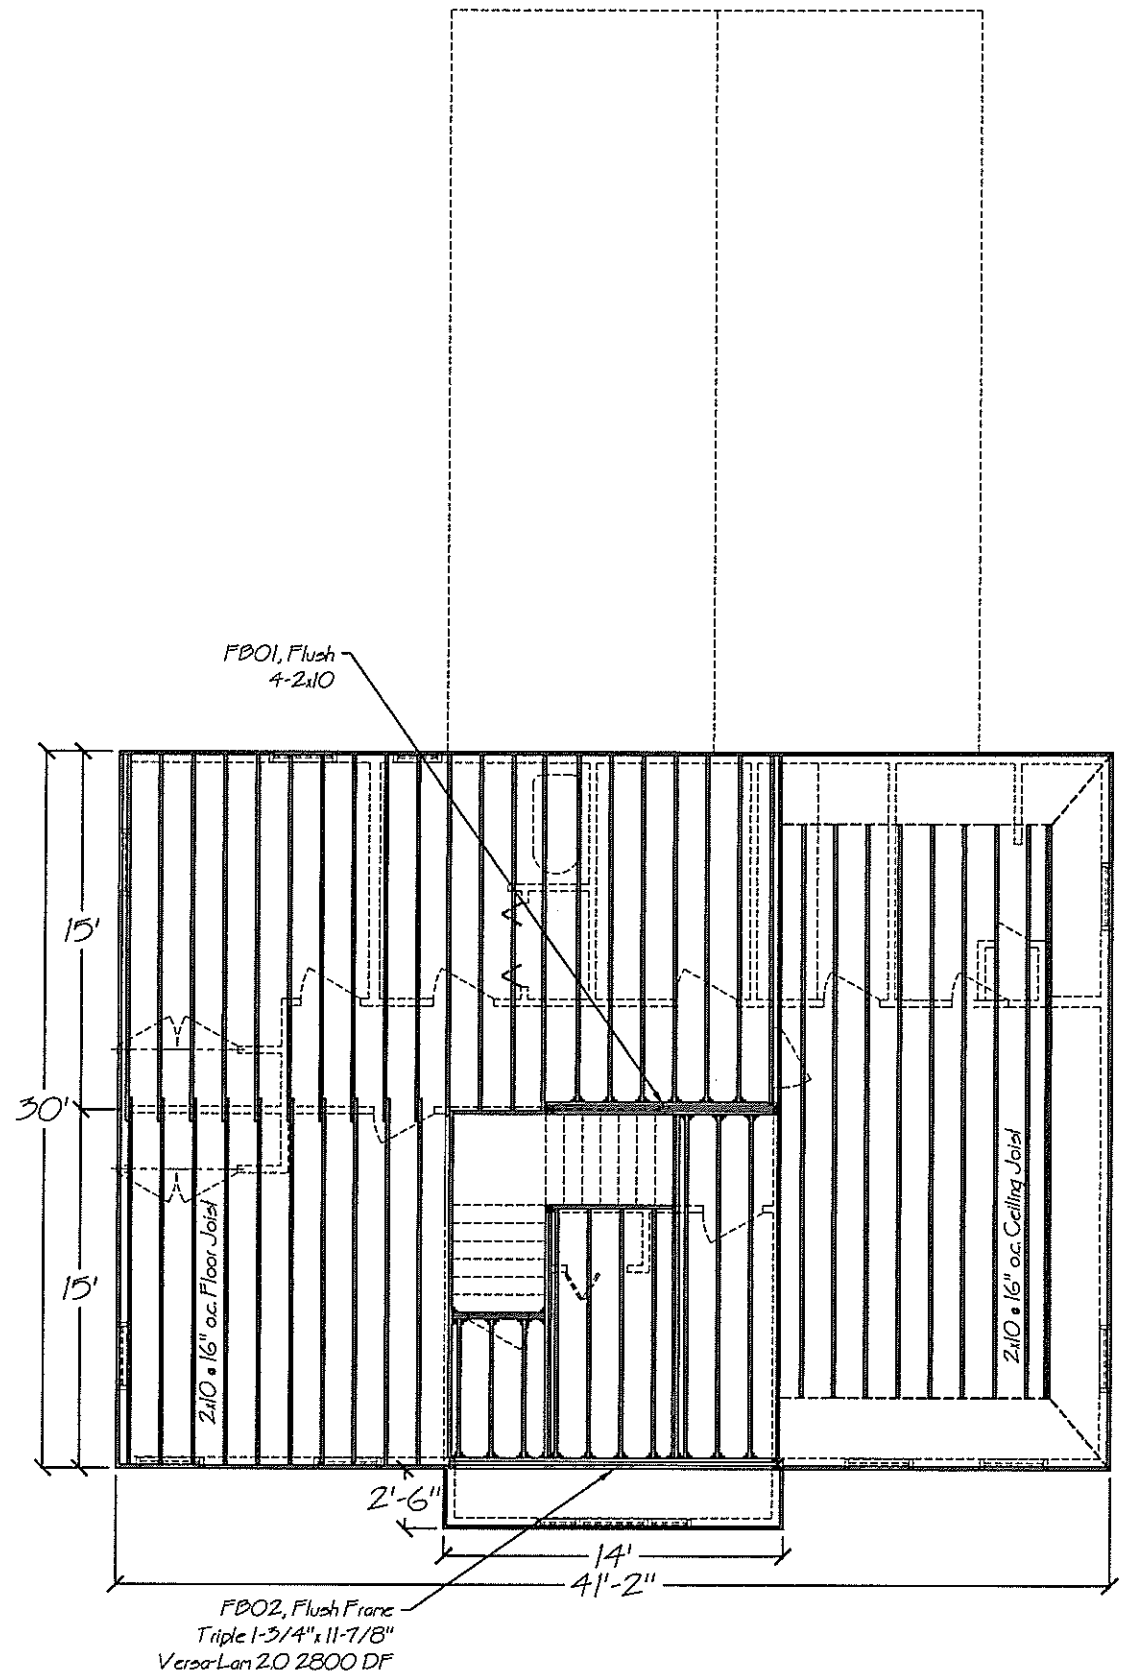 FB01, Flush
4-2x10
15'
30'
15'
2x10 @ 16" o.c. Floor Joist
2x10 @ 16" o.c. Ceiling Joist
2'-6"
14'
41'-2"
FB02, Flush Frame
Triple 1-3/4" x 11-7/8"
Versa-Lam 2.0 2800 DF